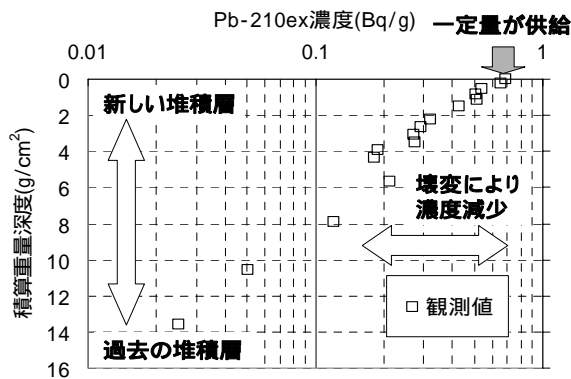 Pb-210ex濃度(Bq/g)
一定量が供給
0.01
0.1
1
0
2
4
6
8
10
12
14
16
積算重量深度(g/cm²)
新しい堆積層
過去の堆積層
壊変により
濃度減少
観測値